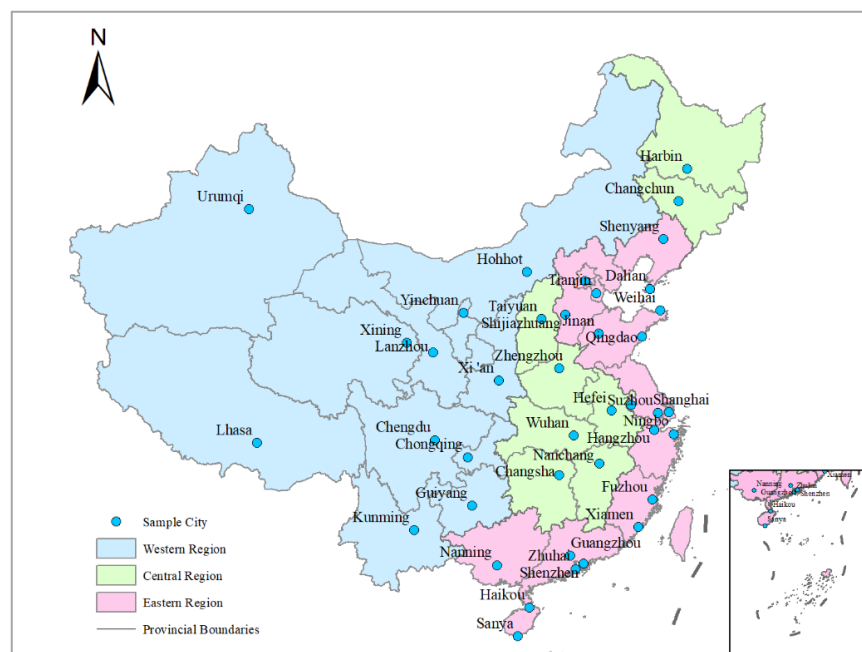 N
Harbin
Changchun
Urumqi
Shenyang
Hohhot
Tianjin
Dalian
Weihai
Yinchuan
Taiyuan
Shijiazhuang
Jinan
Xining
Lanzhou
Qingdao
Zhengzhou
Xi 'an
Hefei
Suzhou
Shanghai
Ningbo
Lhasa
Chengdu
Wuhan
Hangzhou
Chongqing
Nanchang
Changsha
Guiyang
Fuzhou
Kunming
Xiamen
Guangzhou
Nanning
Zhuhai
Shenzhen
Haikou
Sanya
Sample City
Western Region
Central Region
Eastern Region
Provincial Boundaries
Xiamen
Nanning
Zhuhai
Guangzhou
Shenzhen
Haikou
Sanya